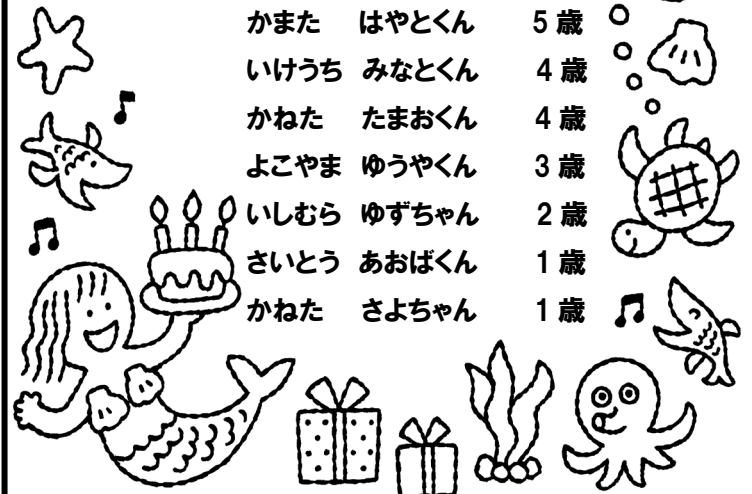 かまた　はやとくん　5歳
いけうち　みなとくん　4歳
かねた　たまおくん　4歳
よこやま　ゆうやくん　3歳
いしむら　ゆずちゃん　2歳
さいとう　あおばくん　1歳
かねた　さよちゃん　1歳